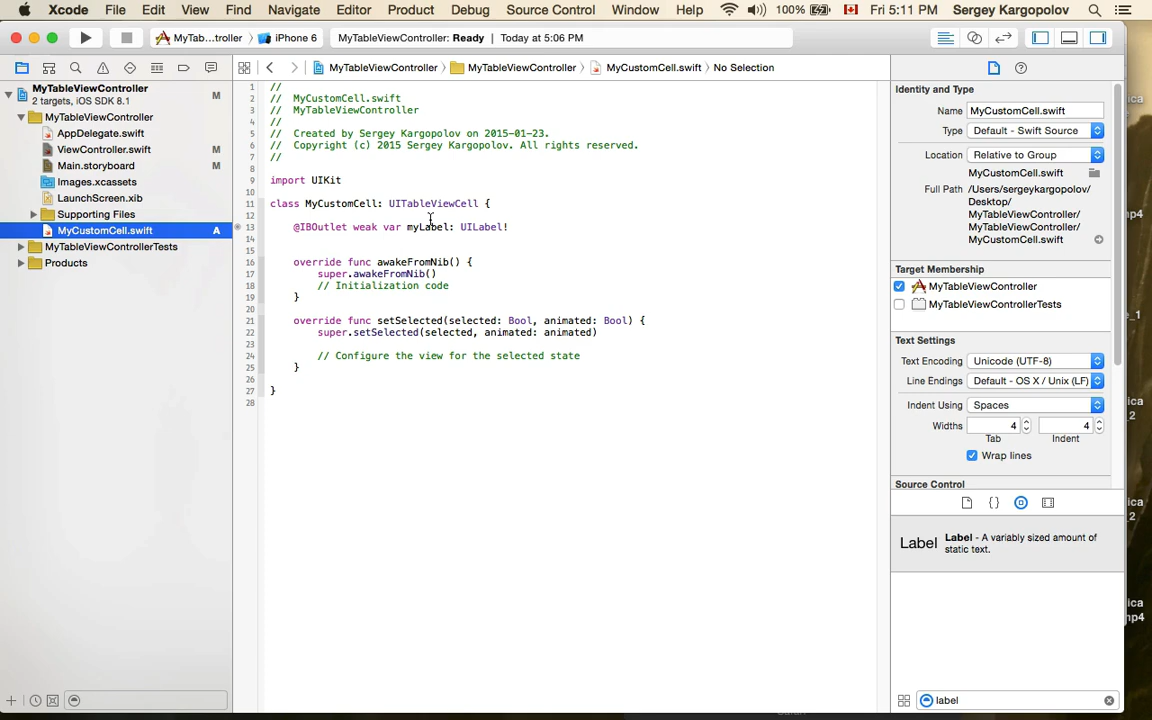 Xcode File Edit View Find Navigate Editor Product Debug Source Control Window Help 100% Fri 5:11 PM Sergey Kargopolov
MyTab...troller iPhone 6 MyTableViewController: Ready Today at 5:06 PM
MyTableViewController MyTableViewController MyCustomCell.swift No Selection
MyTableViewController M
2 targets, iOS SDK 8.1
MyTableViewController
AppDelegate.swift
ViewController.swift M
Main.storyboard M
Images.xcassets
LaunchScreen.xib
Supporting Files
MyCustomCell.swift A
MyTableViewControllerTests
Products
1 //
2 // MyCustomCell.swift
3 // MyTableViewController
4 //
5 // Created by Sergey Kargopolov on 2015-01-23.
6 // Copyright (c) 2015 Sergey Kargopolov. All rights reserved.
7 //
8
9 import UIKit
10
11 class MyCustomCell: UITableViewCell {
12
13 @IBOutlet weak var myLabel: UILabel!
14
15
16 override func awakeFromNib() {
17 super.awakeFromNib()
18 // Initialization code
19 }
20
21 override func setSelected(selected: Bool, animated: Bool) {
22 super.setSelected(selected, animated: animated)
23
24 // Configure the view for the selected state
25 }
26
27 }
28
Identity and Type
Name MyCustomCell.swift
Type Default - Swift Source
Location Relative to Group
MyCustomCell.swift
Full Path /Users/sergeykargopolov/
Desktop/
MyTableViewController/
MyTableViewController/
MyCustomCell.swift
Target Membership
MyTableViewController
MyTableViewControllerTests
Text Settings
Text Encoding Unicode (UTF-8)
Line Endings Default - OS X / Unix (LF)
Indent Using Spaces
Widths 4 4
Tab Indent
Wrap lines
Source Control
Label Label - A variably sized amount of
static text.
label
ica
mp4
_1
ica
_2
ica
_2
ica
mp4